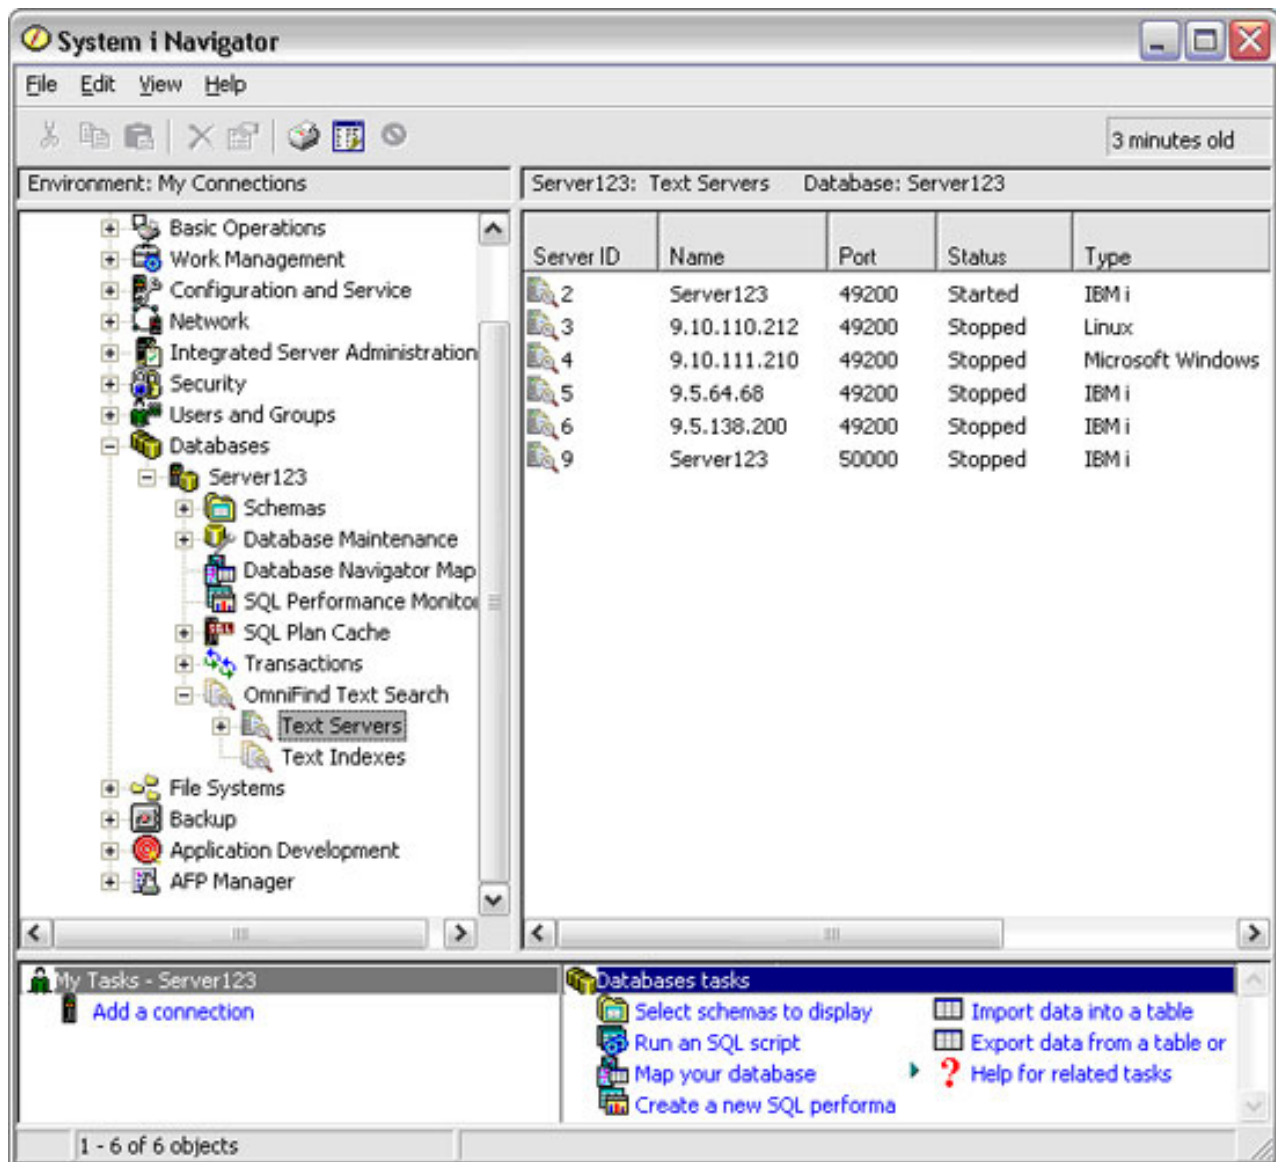 System i Navigator
File Edit View Help
3 minutes old
Environment: My Connections
Server123: Text Servers Database: Server123
Basic Operations
Work Management
Configuration and Service
Network
Integrated Server Administration
Security
Users and Groups
Databases
Server123
Schemas
Database Maintenance
Database Navigator Map
SQL Performance Monitor
SQL Plan Cache
Transactions
OmniFind Text Search
Text Servers
Text Indexes
File Systems
Backup
Application Development
AFP Manager
Server ID Name Port Status Type
2 Server123 49200 Started IBM i
3 9.10.110.212 49200 Stopped Linux
4 9.10.111.210 49200 Stopped Microsoft Windows
5 9.5.64.68 49200 Stopped IBM i
6 9.5.138.200 49200 Stopped IBM i
9 Server123 50000 Stopped IBM i
My Tasks - Server123
Add a connection
Databases tasks
Select schemas to display
Run an SQL script
Map your database
Create a new SQL performa
Import data into a table
Export data from a table or
? Help for related tasks
1 - 6 of 6 objects